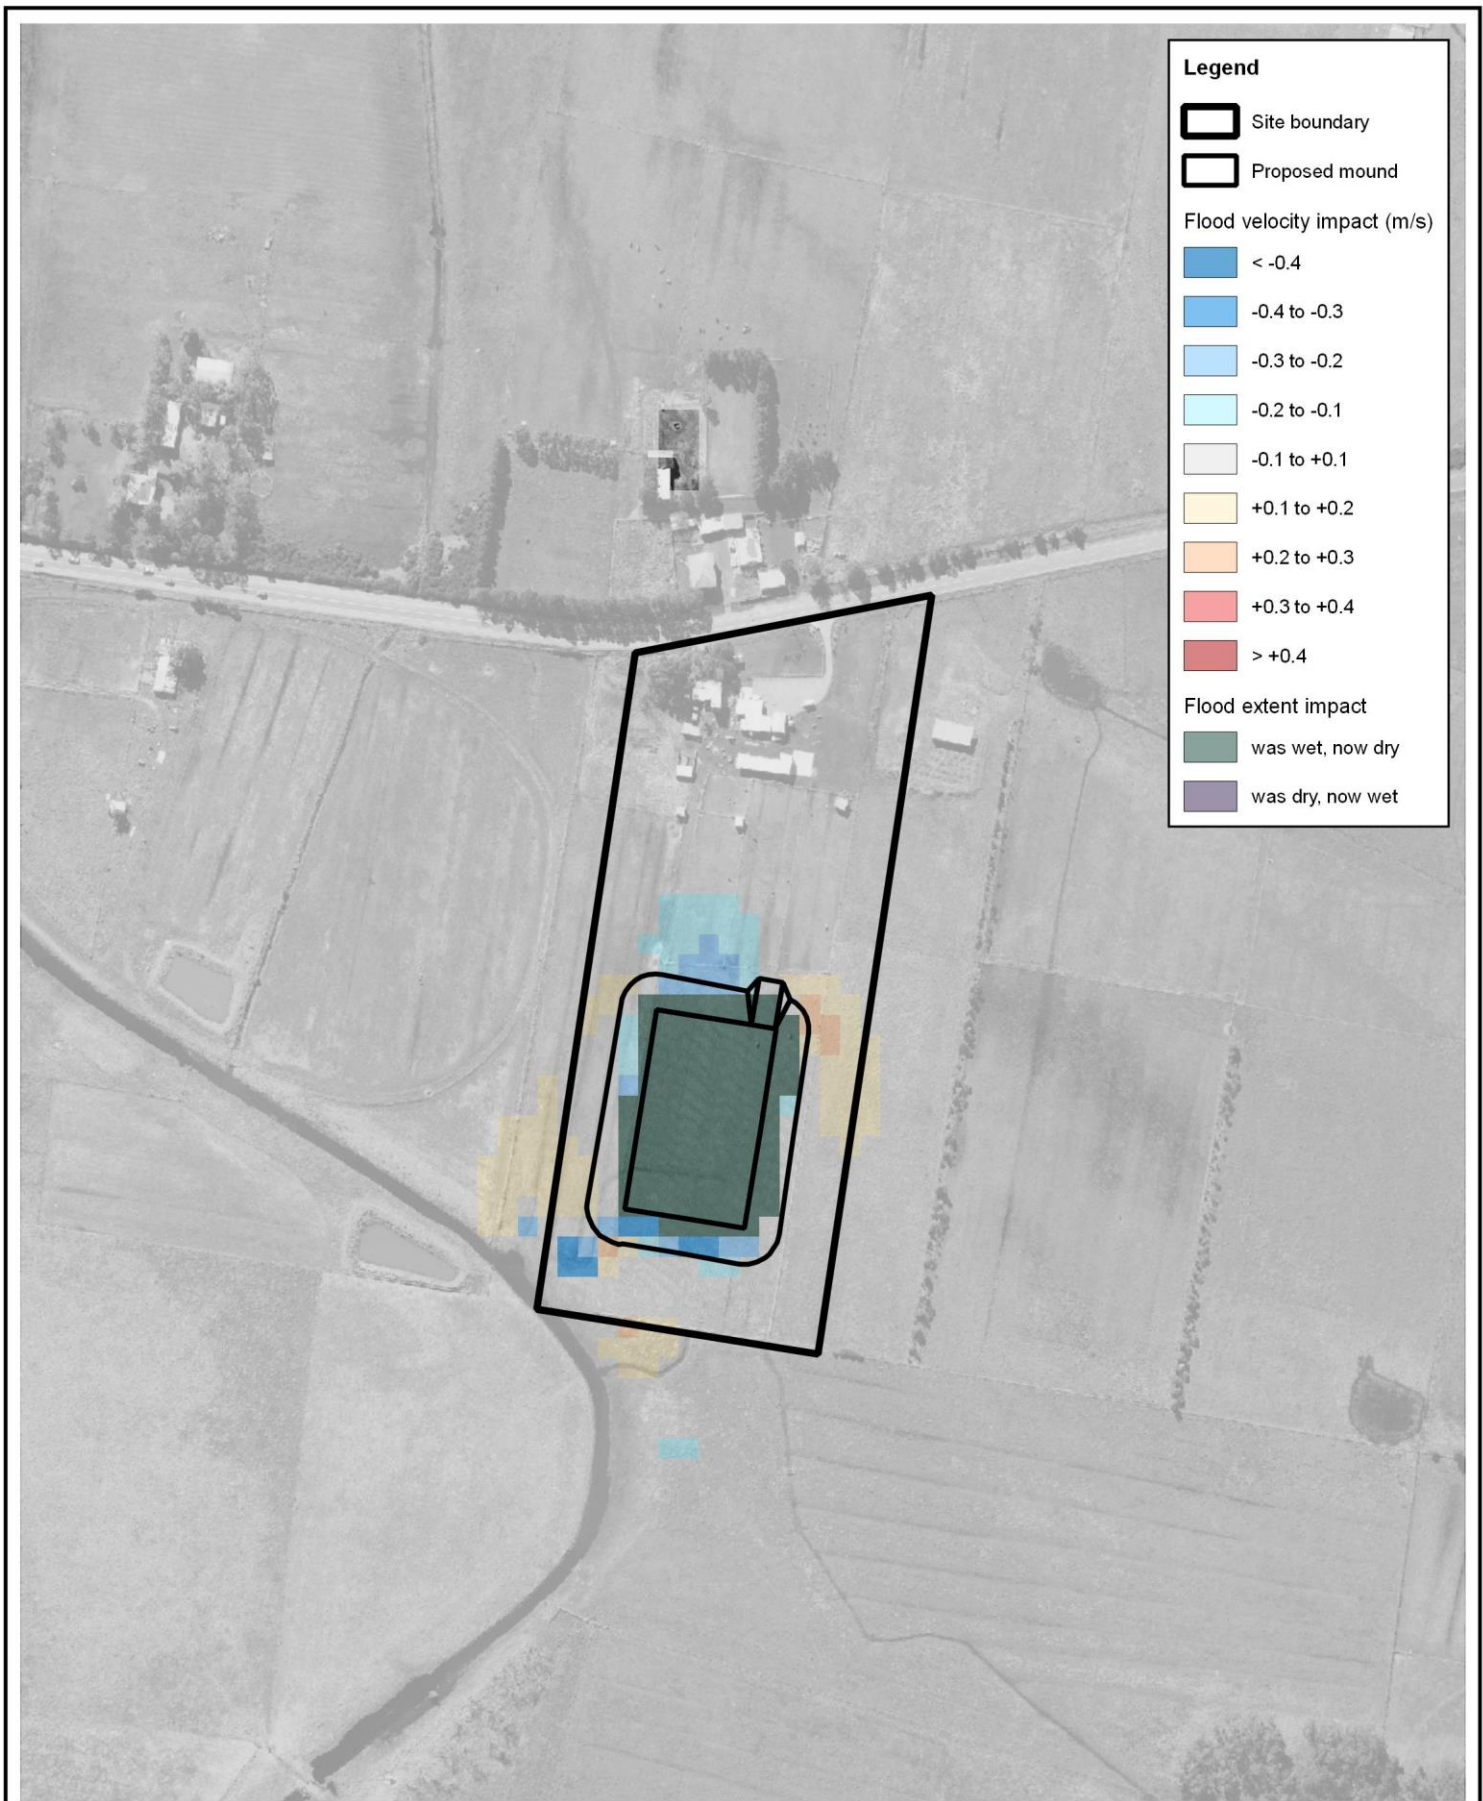 Legend
Site boundary
Proposed mound
Flood velocity impact (m/s)
< -0.4
-0.4 to -0.3
-0.3 to -0.2
-0.2 to -0.1
-0.1 to +0.1
+0.1 to +0.2
+0.2 to +0.3
+0.3 to +0.4
> +0.4
Flood extent impact
was wet, now dry
was dry, now wet